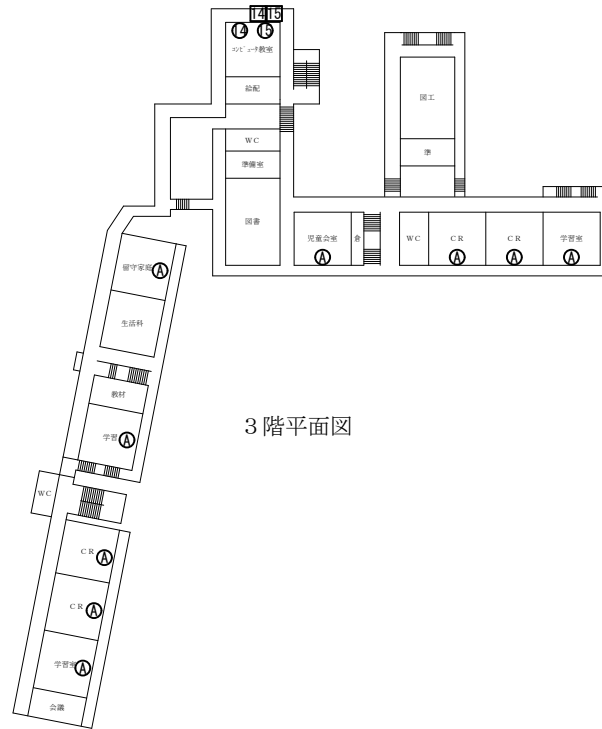 14 15
14 15
コンピュータ教室
絵配
図工
WC
準
準備室
図書
児童会室
倉
WC
CR
CR
学習室
A
A
A
A
留守家庭
A
生活科
教材
学習
A
3階平面図
WC
CR
A
CR
A
学習室
A
会議